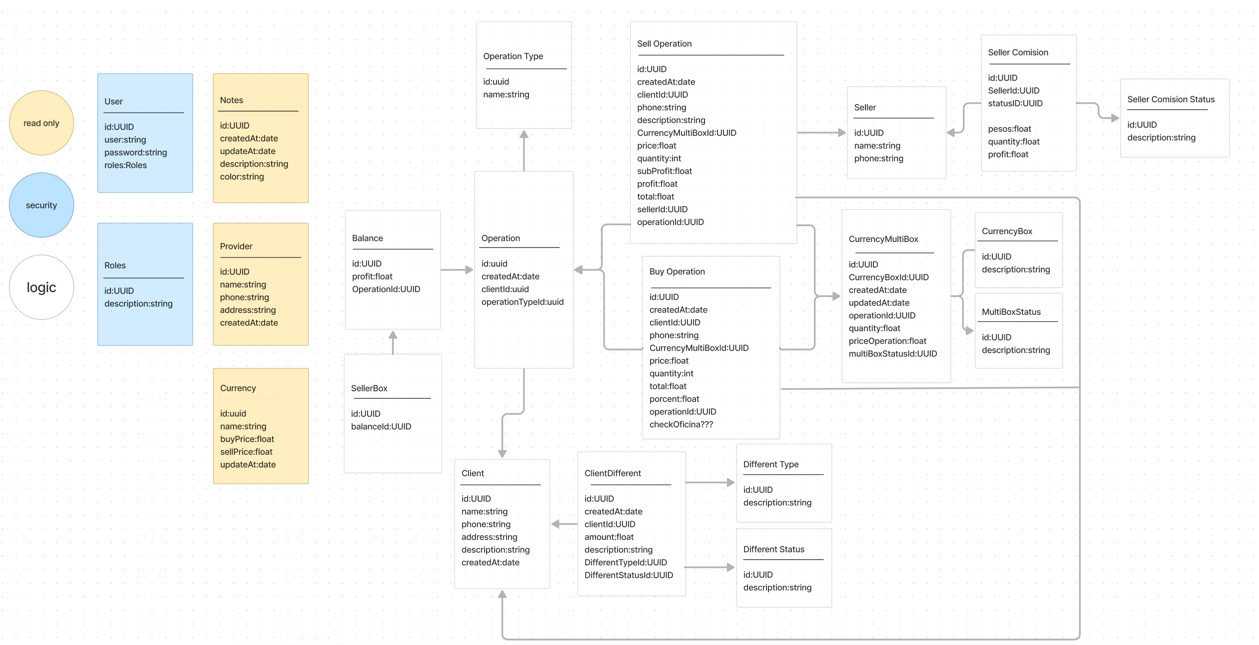 read only
security
logic
User
id:UUID
user:string
password:string
roles:Roles
Roles
id:UUID
description:string
Notes
id:UUID
createdAt:date
updateAt:date
description:string
color:string
Provider
id:UUID
name:string
phone:string
address:string
createdAt:date
Currency
id:uuid
name:string
buyPrice:float
sellPrice:float
updateAt:date
Balance
id:UUID
profit:float
OperationId:UUID
SellerBox
id:UUID
balanceId:UUID
Operation Type
id:uuid
name:string
Operation
id:uuid
createdAt:date
clientId:uuid
operationTypeId:uuid
Client
id:UUID
name:string
phone:string
address:string
description:string
createdAt:date
Sell Operation
id:UUID
createdAt:date
clientId:UUID
phone:string
description:string
CurrencyMultiBoxId:UUID
price:float
quantity:int
subProfit:float
profit:float
total:float
sellerId:UUID
operationId:UUID
Buy Operation
id:UUID
createdAt:date
clientId:UUID
phone:string
CurrencyMultiBoxId:UUID
price:float
quantity:int
total:float
porcent:float
operationId:UUID
checkOficina???
ClientDifferent
id:UUID
createdAt:date
clientId:UUID
amount:float
description:string
DifferentTypeId:UUID
DifferentStatusId:UUID
Different Type
id:UUID
description:string
Different Status
id:UUID
description:string
Seller
id:UUID
name:string
phone:string
Seller Comision
id:UUID
SellerId:UUID
statusID:UUID
pesos:float
quantity:float
profit:float
Seller Comision Status
id:UUID
description:string
CurrencyMultiBox
id:UUID
CurrencyBoxId:UUID
createdAt:date
updatedAt:date
operationId:UUID
quantity:float
priceOperation:float
multiBoxStatusId:UUID
CurrencyBox
id:UUID
description:string
MultiBoxStatus
id:UUID
description:string